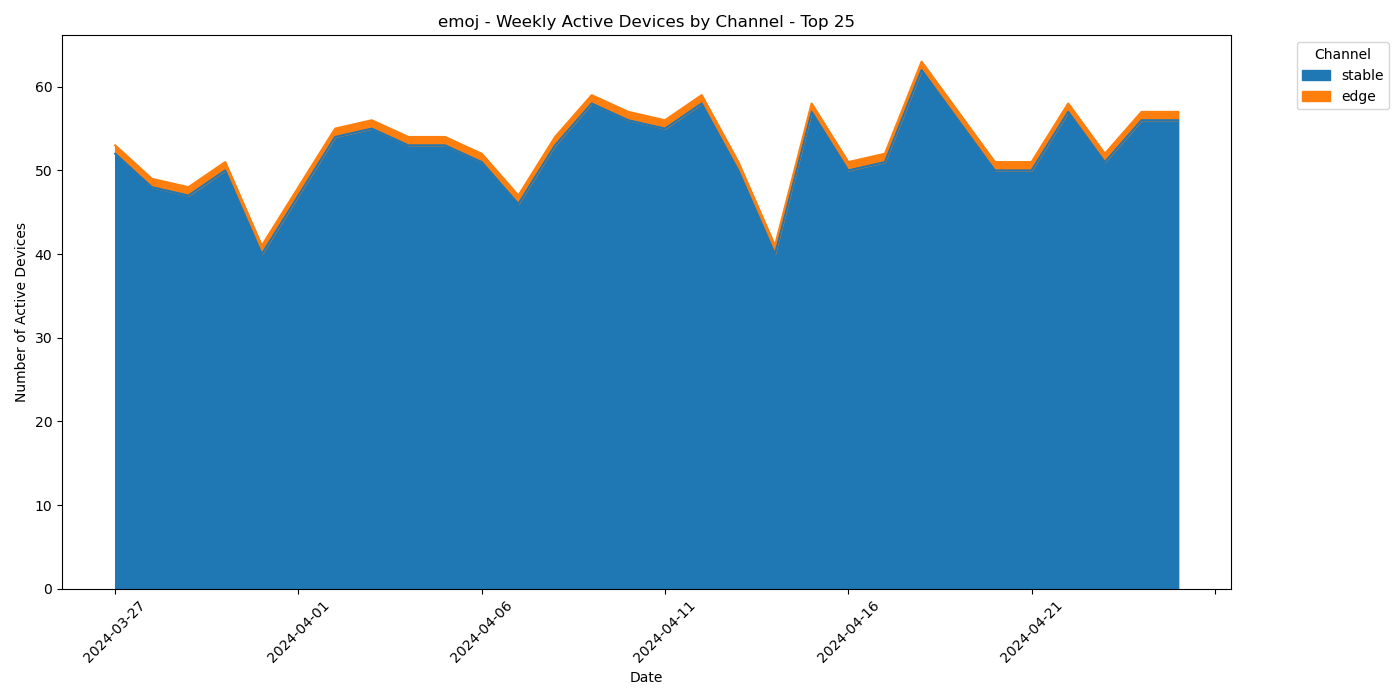 emoj - Weekly Active Devices by Channel - Top 25
Channel
stable
edge
Number of Active Devices
60
50
40
30
20
10
0
2024-03-27
2024-04-01
2024-04-06
2024-04-11
2024-04-16
2024-04-21
Date